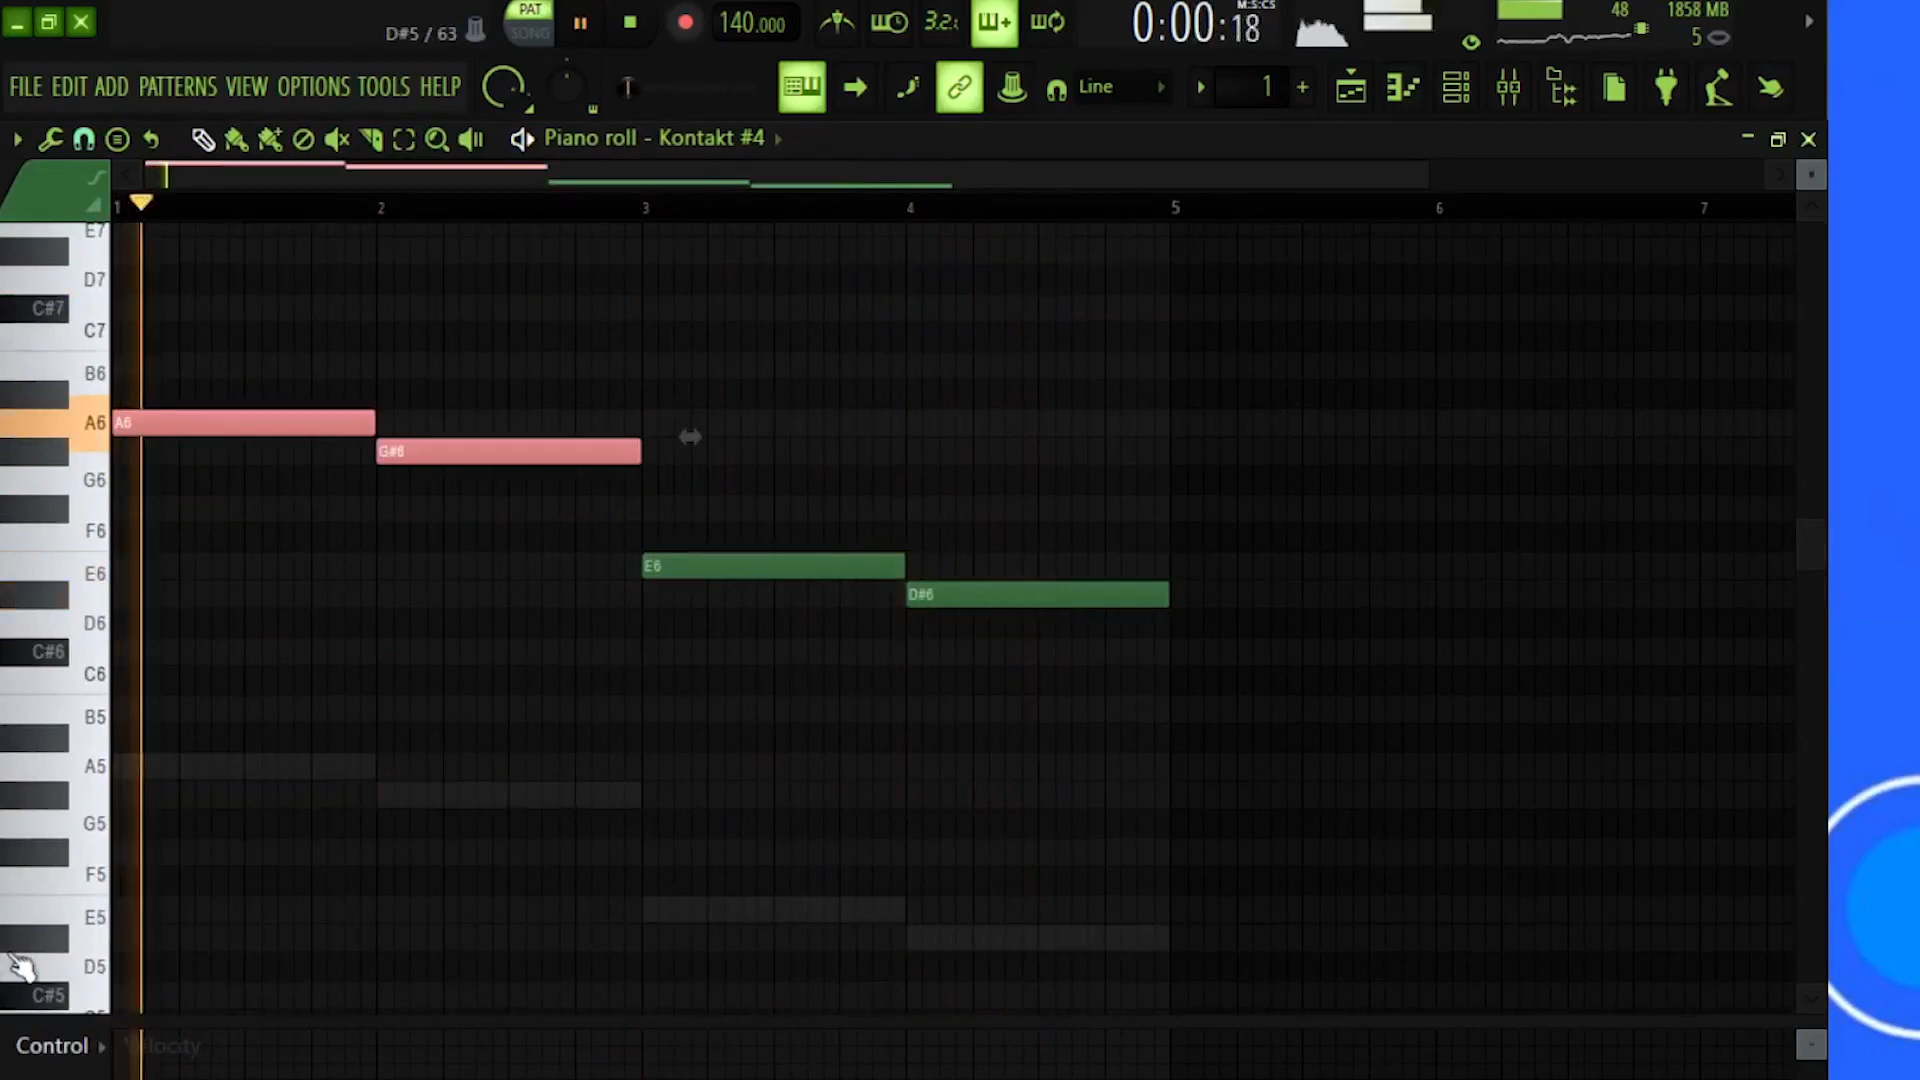 D#5 / 63
PAT
SONG
140.000
3.2:
0:00:18
M:S:CS
48
1858 MB
5
FILE EDIT ADD PATTERNS VIEW OPTIONS TOOLS HELP
Line
1
Piano roll - Kontakt #4
1 2 3 4 5 6 7
E7
D7
C#7
C7
B6
A6
A6
G#6
G6
F6
E6
E6
D#6
D6
C#6
C6
B5
A5
G5
F5
E5
D5
C#5
Control